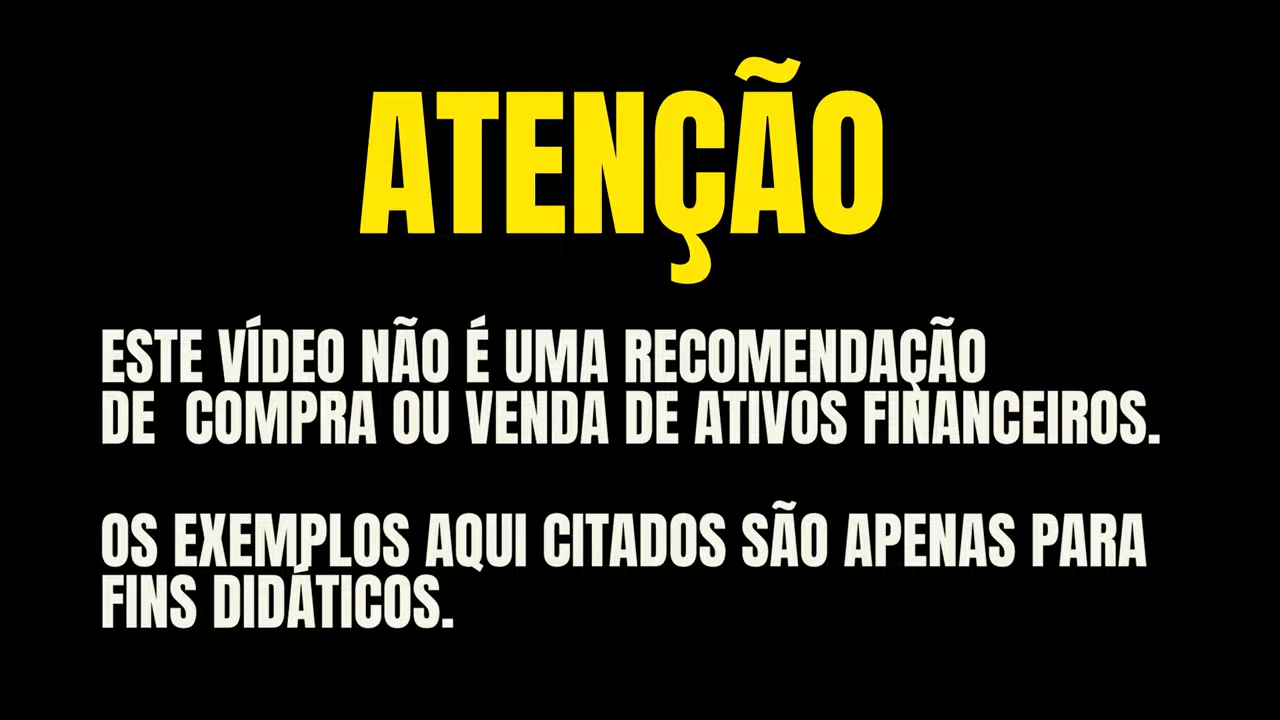 ATENÇÃO
ESTE VÍDEO NÃO É UMA RECOMENDAÇÃO
DE COMPRA OU VENDA DE ATIVOS FINANCEIROS.
OS EXEMPLOS AQUI CITADOS SÃO APENAS PARA
FINS DIDÁTICOS.